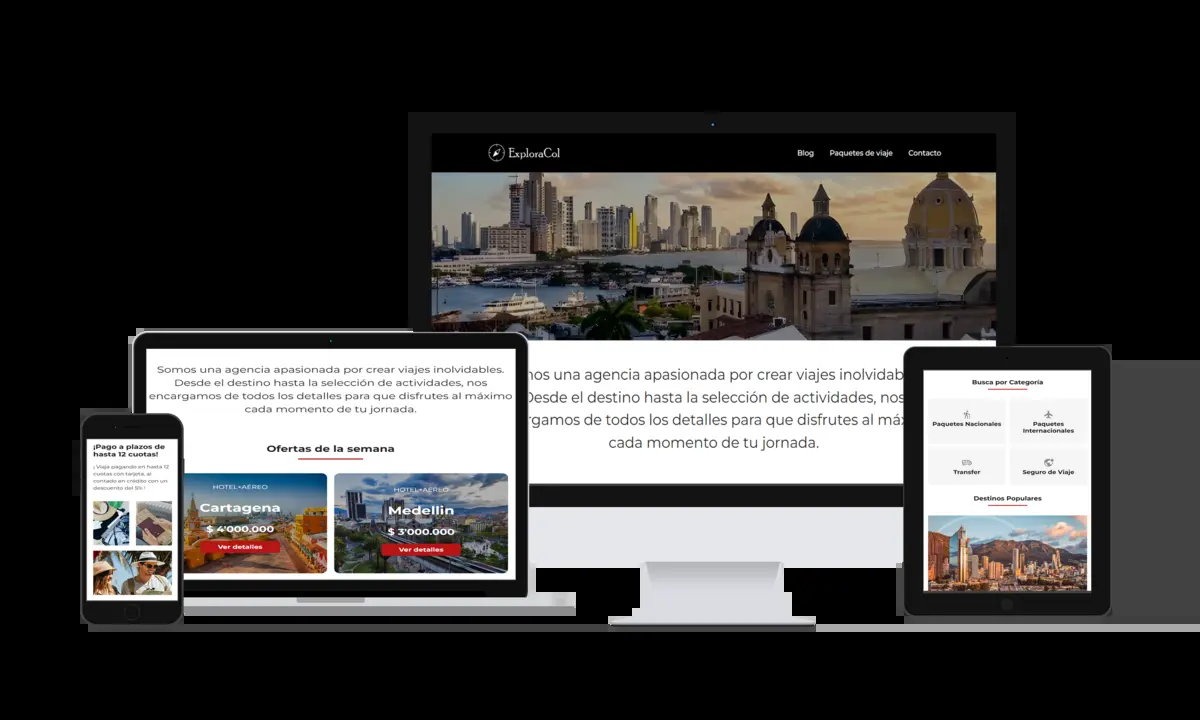 ExploraCol
Blog Paquetes de viaje Contacto
nos una agencia apasionada por crear viajes inolvidab
Desde el destino hasta la selección de actividades, nos
rgamos de todos los detalles para que disfrutes al má
cada momento de tu jornada.
Somos una agencia apasionada por crear viajes inolvidables.
Desde el destino hasta la selección de actividades, nos
encargamos de todos los detalles para que disfrutes al máximo
cada momento de tu jornada.
Ofertas de la semana
HOTEL+AÉREO
Cartagena
$ 4'000.000
Ver detalles
HOTEL+AÉREO
Medellin
$ 3'000.000
Ver detalles
¡Pago a plazos de
hasta 12 cuotas!
¡ Viaja pagando en hasta 12
cuotas con tarjeta, al
contado en crédito con un
descuento del 5% !
Busca por Categoría
Paquetes Nacionales
Paquetes
Internacionales
Transfer
Seguro de Viaje
Destinos Populares